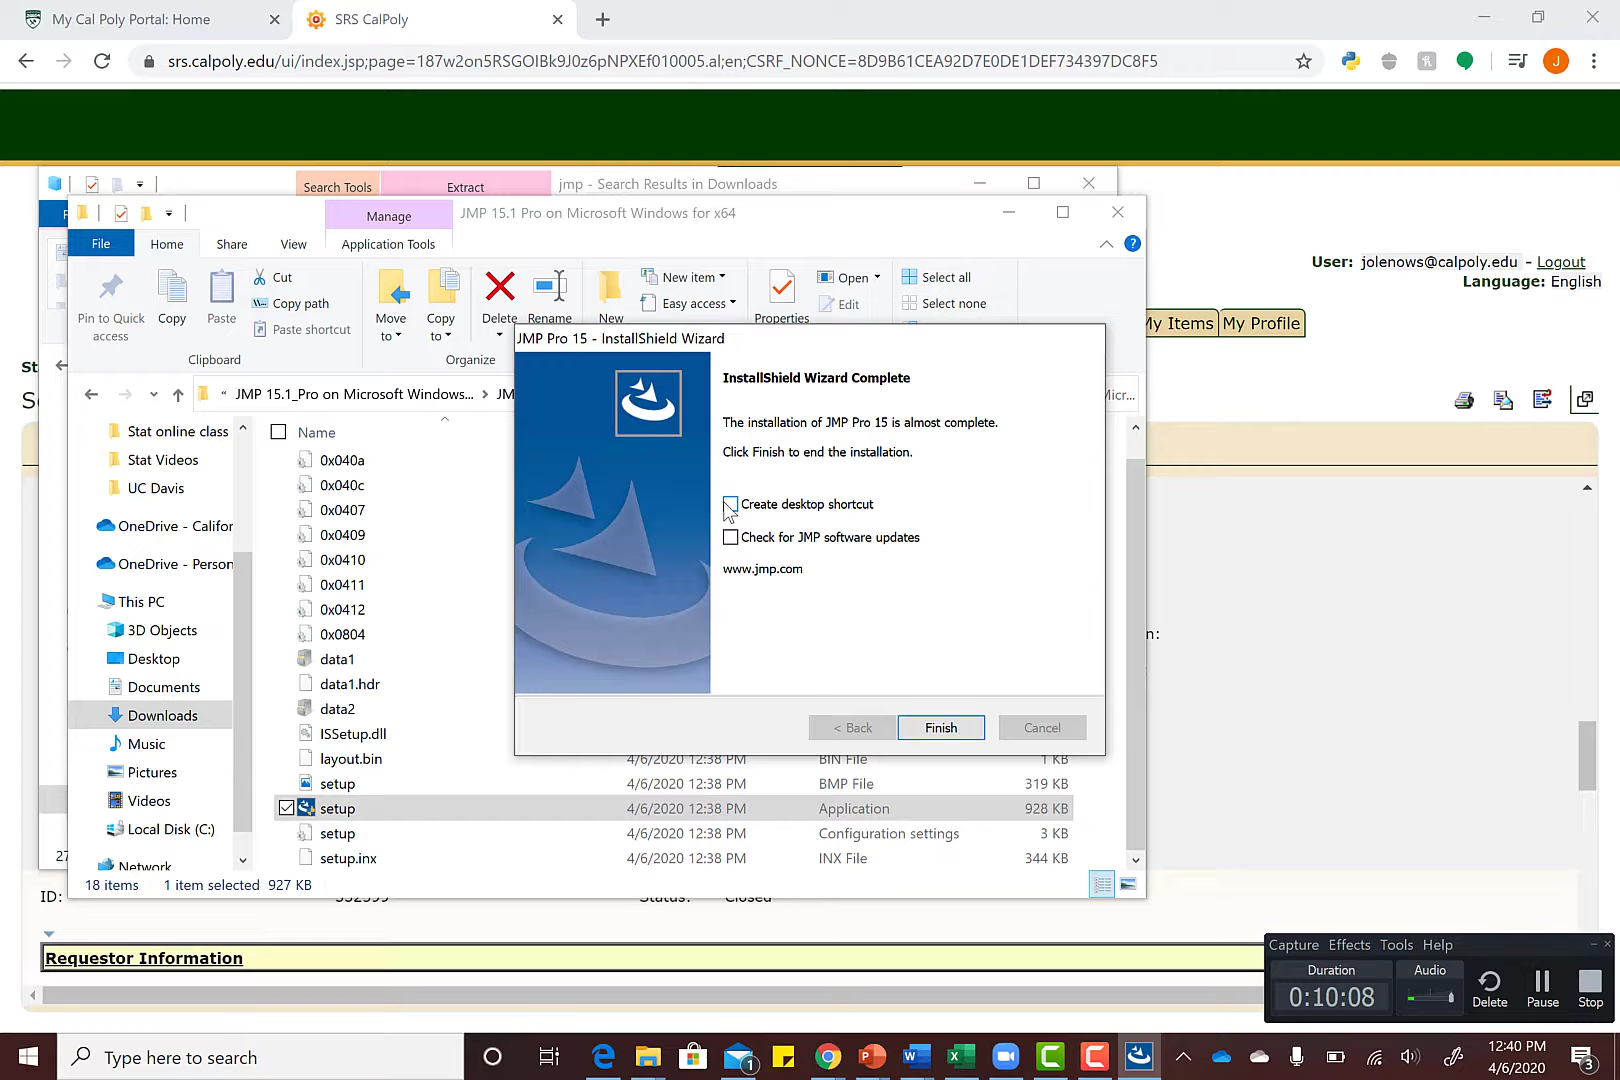 My Cal Poly Portal: Home
SRS CalPoly
srs.calpoly.edu/ui/index.jsp;page=187w2on5RSGOIBk9J0z6pNPXEf010005.al;en;CSRF_NONCE=8D9B61CEA92D7E0DE1DEF734397DC8F5
J
Search Tools Extract jmp - Search Results in Downloads
Manage JMP 15.1 Pro on Microsoft Windows for x64
File Home Share View Application Tools
User: jolenows@calpoly.edu - Logout
Language: English
My Items My Profile
Pin to Quick access
Copy
Paste
Cut
Copy path
Paste shortcut
Clipboard
Move to
Copy to
Delete
Rename
Organize
New
New item
Easy access
Properties
Open
Edit
Select all
Select none
« JMP 15.1_Pro on Microsoft Windows... > JM
Stat online class
Stat Videos
UC Davis
OneDrive - Califor
OneDrive - Person
This PC
3D Objects
Desktop
Documents
Downloads
Music
Pictures
Videos
Local Disk (C:)
Network
Name
0x040a
0x040c
0x0407
0x0409
0x0410
0x0411
0x0412
0x0804
data1
data1.hdr
data2
ISSetup.dll
layout.bin 4/6/2020 12:38 PM BIN File 1 KB
setup 4/6/2020 12:38 PM BMP File 319 KB
setup 4/6/2020 12:38 PM Application 928 KB
setup 4/6/2020 12:38 PM Configuration settings 3 KB
setup.inx 4/6/2020 12:38 PM INX File 344 KB
18 items 1 item selected 927 KB
JMP Pro 15 - InstallShield Wizard
InstallShield Wizard Complete
The installation of JMP Pro 15 is almost complete.
Click Finish to end the installation.
Create desktop shortcut
Check for JMP software updates
www.jmp.com
< Back Finish Cancel
n:
ID:
Status: Closed
Requestor Information
Capture Effects Tools Help
Duration
0:10:08
Audio
Delete Pause Stop
Type here to search
1
12:40 PM
4/6/2020
3